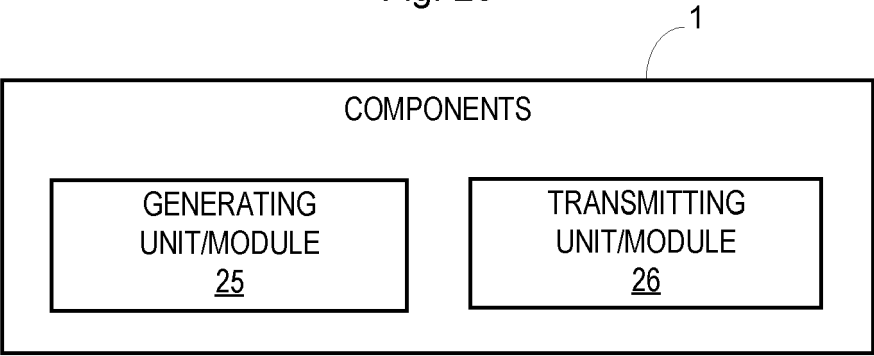 1
COMPONENTS
GENERATING
UNIT/MODULE
25
TRANSMITTING
UNIT/MODULE
26